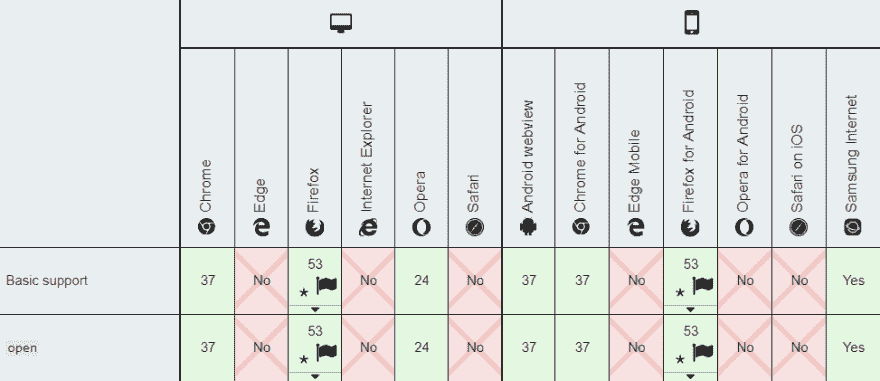 Chrome
Edge
Firefox
Internet Explorer
Opera
Safari
Android webview
Chrome for Android
Edge Mobile
Firefox for Android
Opera for Android
Safari on iOS
Samsung Internet
Basic support 37 No 53 No 24 No 37 37 No 53 No No Yes
*
*
open 37 No 53 No 24 No 37 37 No 53 No No Yes
*
*